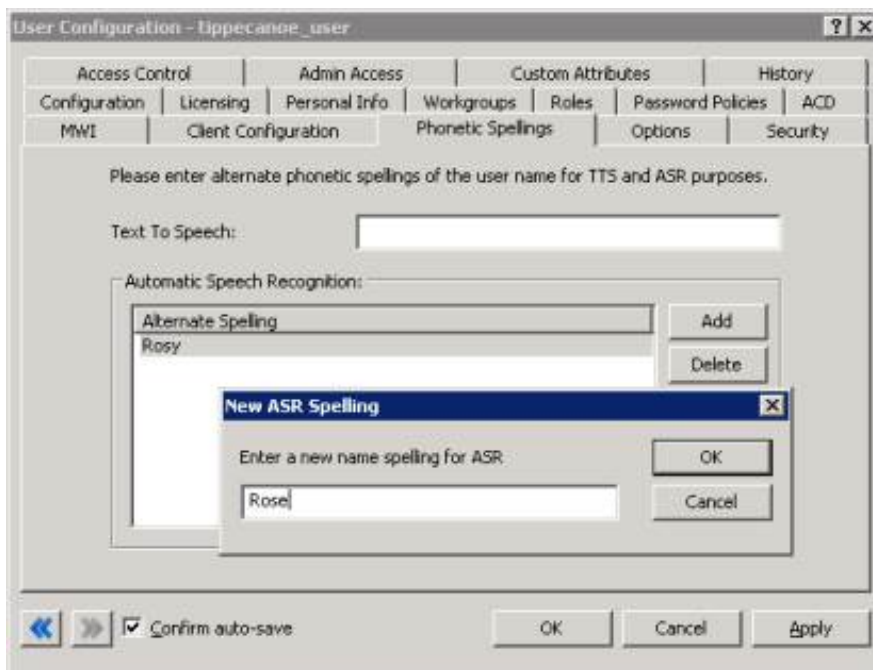 User Configuration - tippecanoe_user
Access Control Admin Access Custom Attributes History
Configuration Licensing Personal Info Workgroups Roles Password Policies ACD
MWI Client Configuration Phonetic Spellings Options Security
Please enter alternate phonetic spellings of the user name for TTS and ASR purposes.
Text To Speech:
Automatic Speech Recognition:
Alternate Spelling Add
Rosy Delete
New ASR Spelling
Enter a new name spelling for ASR OK
Rose Cancel
Confirm auto-save OK Cancel Apply